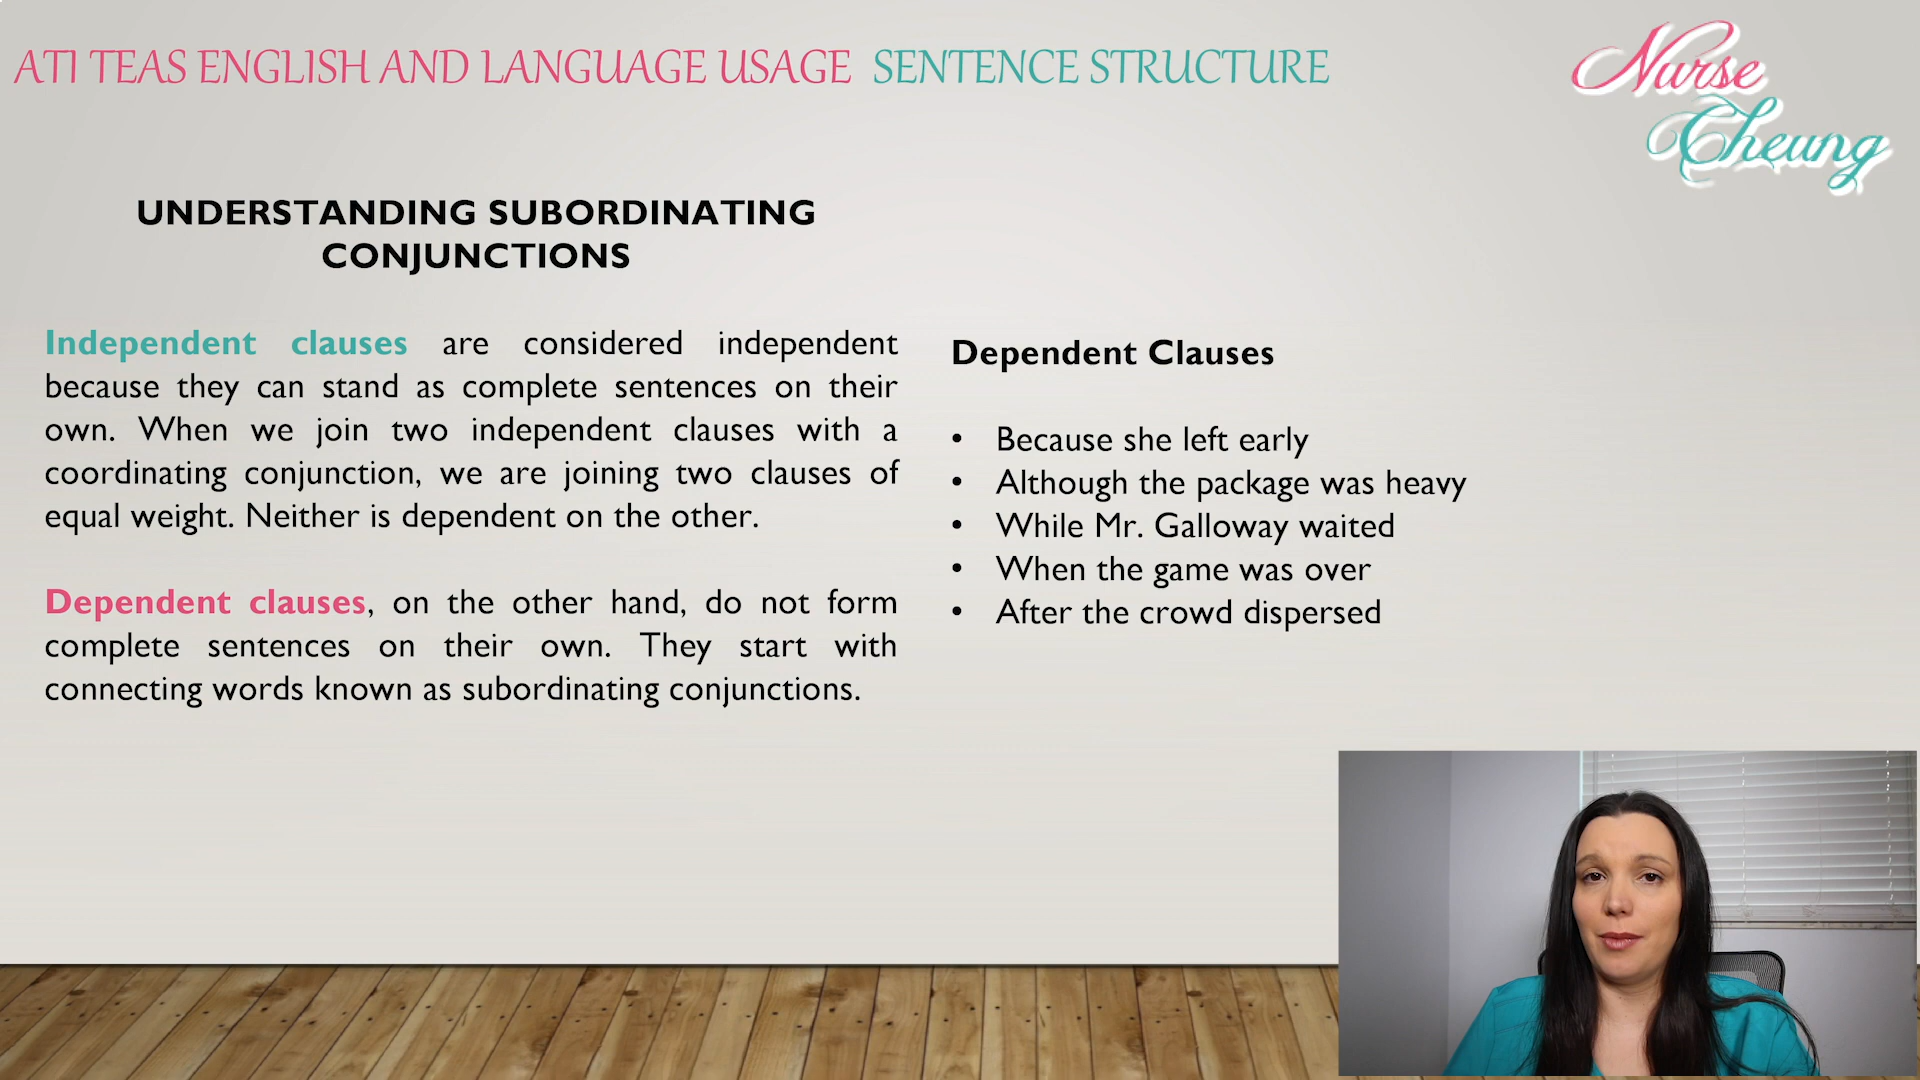 ATI TEAS ENGLISH AND LANGUAGE USAGE SENTENCE STRUCTURE
Nurse
Cheung
UNDERSTANDING SUBORDINATING
CONJUNCTIONS
Independent clauses are considered independent
because they can stand as complete sentences on their
own. When we join two independent clauses with a
coordinating conjunction, we are joining two clauses of
equal weight. Neither is dependent on the other.
Dependent clauses, on the other hand, do not form
complete sentences on their own. They start with
connecting words known as subordinating conjunctions.
Dependent Clauses
• Because she left early
• Although the package was heavy
• While Mr. Galloway waited
• When the game was over
• After the crowd dispersed